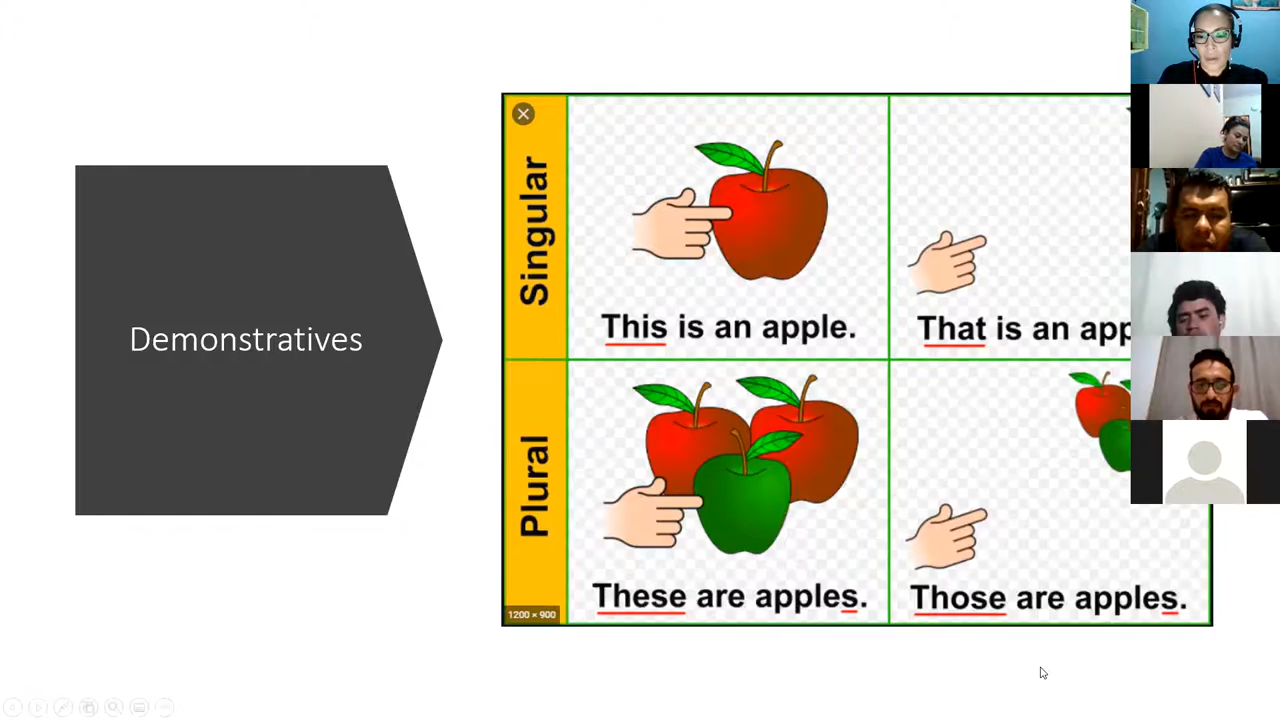 Demonstratives
Singular
This is an apple.
That is an app
Plural
These are apples.
Those are apples.
1200 × 900